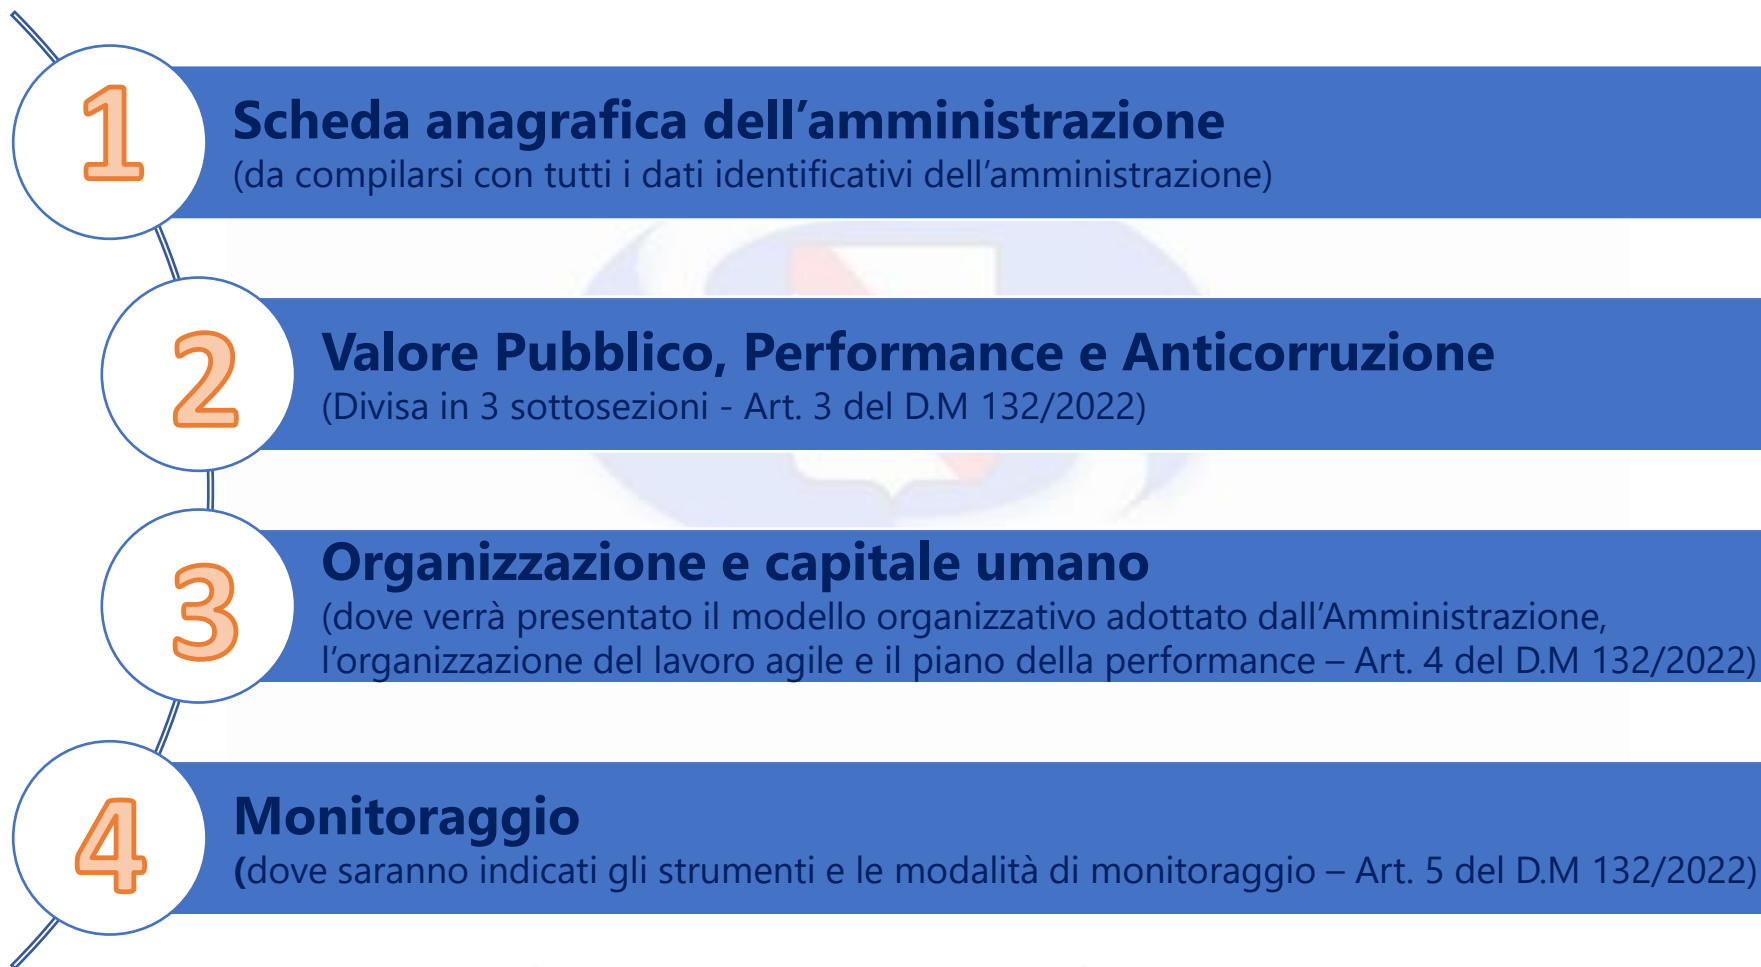 1
Scheda anagrafica dell’amministrazione
(da compilarsi con tutti i dati identificativi dell’amministrazione)
2
Valore Pubblico, Performance e Anticorruzione
(Divisa in 3 sottosezioni - Art. 3 del D.M 132/2022)
3
Organizzazione e capitale umano
(dove verrà presentato il modello organizzativo adottato dall’Amministrazione,
l’organizzazione del lavoro agile e il piano della performance – Art. 4 del D.M 132/2022)
4
Monitoraggio
(dove saranno indicati gli strumenti e le modalità di monitoraggio – Art. 5 del D.M 132/2022)